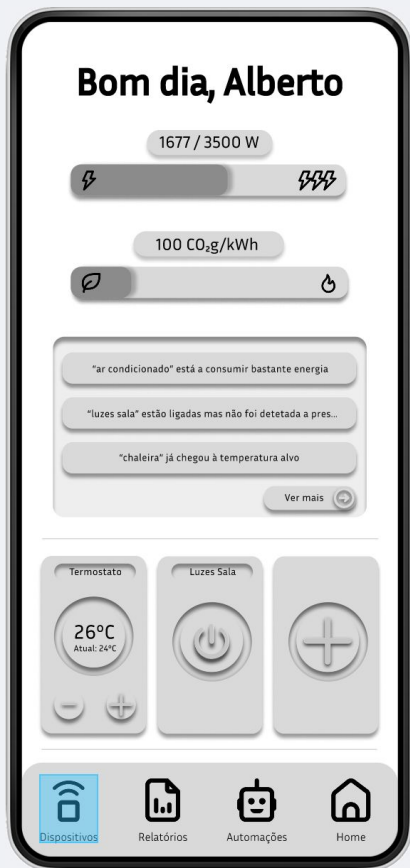 Bom dia, Alberto
1677 / 3500 W
100 CO₂g/kWh
"ar condicionado" está a consumir bastante energia
"luzes sala" estão ligadas mas não foi detetada a pres...
"chaleira" já chegou à temperatura alvo
Ver mais
Termostato
Luzes Sala
26ºC
Atual: 24ºC
Dispositivos
Relatórios
Automações
Home